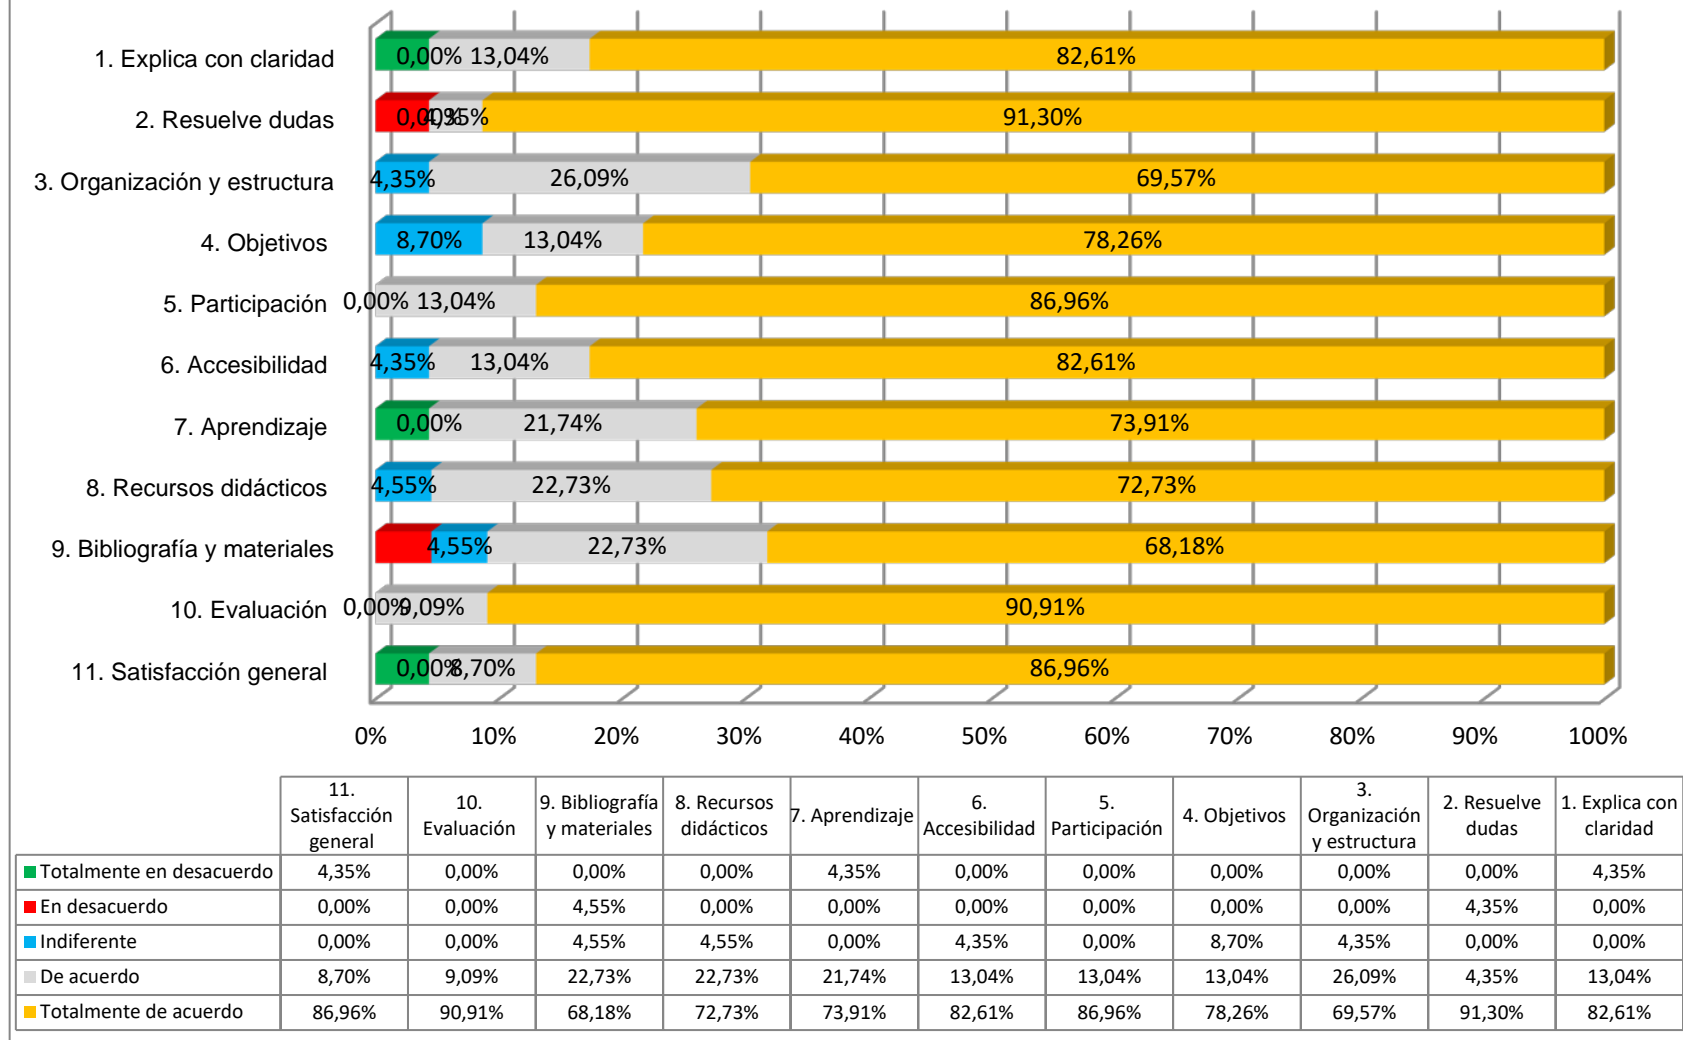 1. Explica con claridad 0,00% 13,04% 82,61%
2. Resuelve dudas 0,00% 4,35% 91,30%
3. Organización y estructura 4,35% 26,09% 69,57%
4. Objetivos 8,70% 13,04% 78,26%
5. Participación 0,00% 13,04% 86,96%
6. Accesibilidad 4,35% 13,04% 82,61%
7. Aprendizaje 0,00% 21,74% 73,91%
8. Recursos didácticos 4,55% 22,73% 72,73%
9. Bibliografía y materiales 4,55% 22,73% 68,18%
10. Evaluación 0,00% 9,09% 90,91%
11. Satisfacción general 0,00% 8,70% 86,96%
0% 10% 20% 30% 40% 50% 60% 70% 80% 90% 100%
11. Satisfacción general 10. Evaluación 9. Bibliografía y materiales 8. Recursos didácticos 7. Aprendizaje 6. Accesibilidad 5. Participación 4. Objetivos 3. Organización y estructura 2. Resuelve dudas 1. Explica con claridad
Totalmente en desacuerdo 4,35% 0,00% 0,00% 0,00% 4,35% 0,00% 0,00% 0,00% 0,00% 0,00% 4,35%
En desacuerdo 0,00% 0,00% 4,55% 0,00% 0,00% 0,00% 0,00% 0,00% 0,00% 4,35% 0,00%
Indiferente 0,00% 0,00% 4,55% 4,55% 0,00% 4,35% 0,00% 8,70% 4,35% 0,00% 0,00%
De acuerdo 8,70% 9,09% 22,73% 22,73% 21,74% 13,04% 13,04% 13,04% 26,09% 4,35% 13,04%
Totalmente de acuerdo 86,96% 90,91% 68,18% 72,73% 73,91% 82,61% 86,96% 78,26% 69,57% 91,30% 82,61%